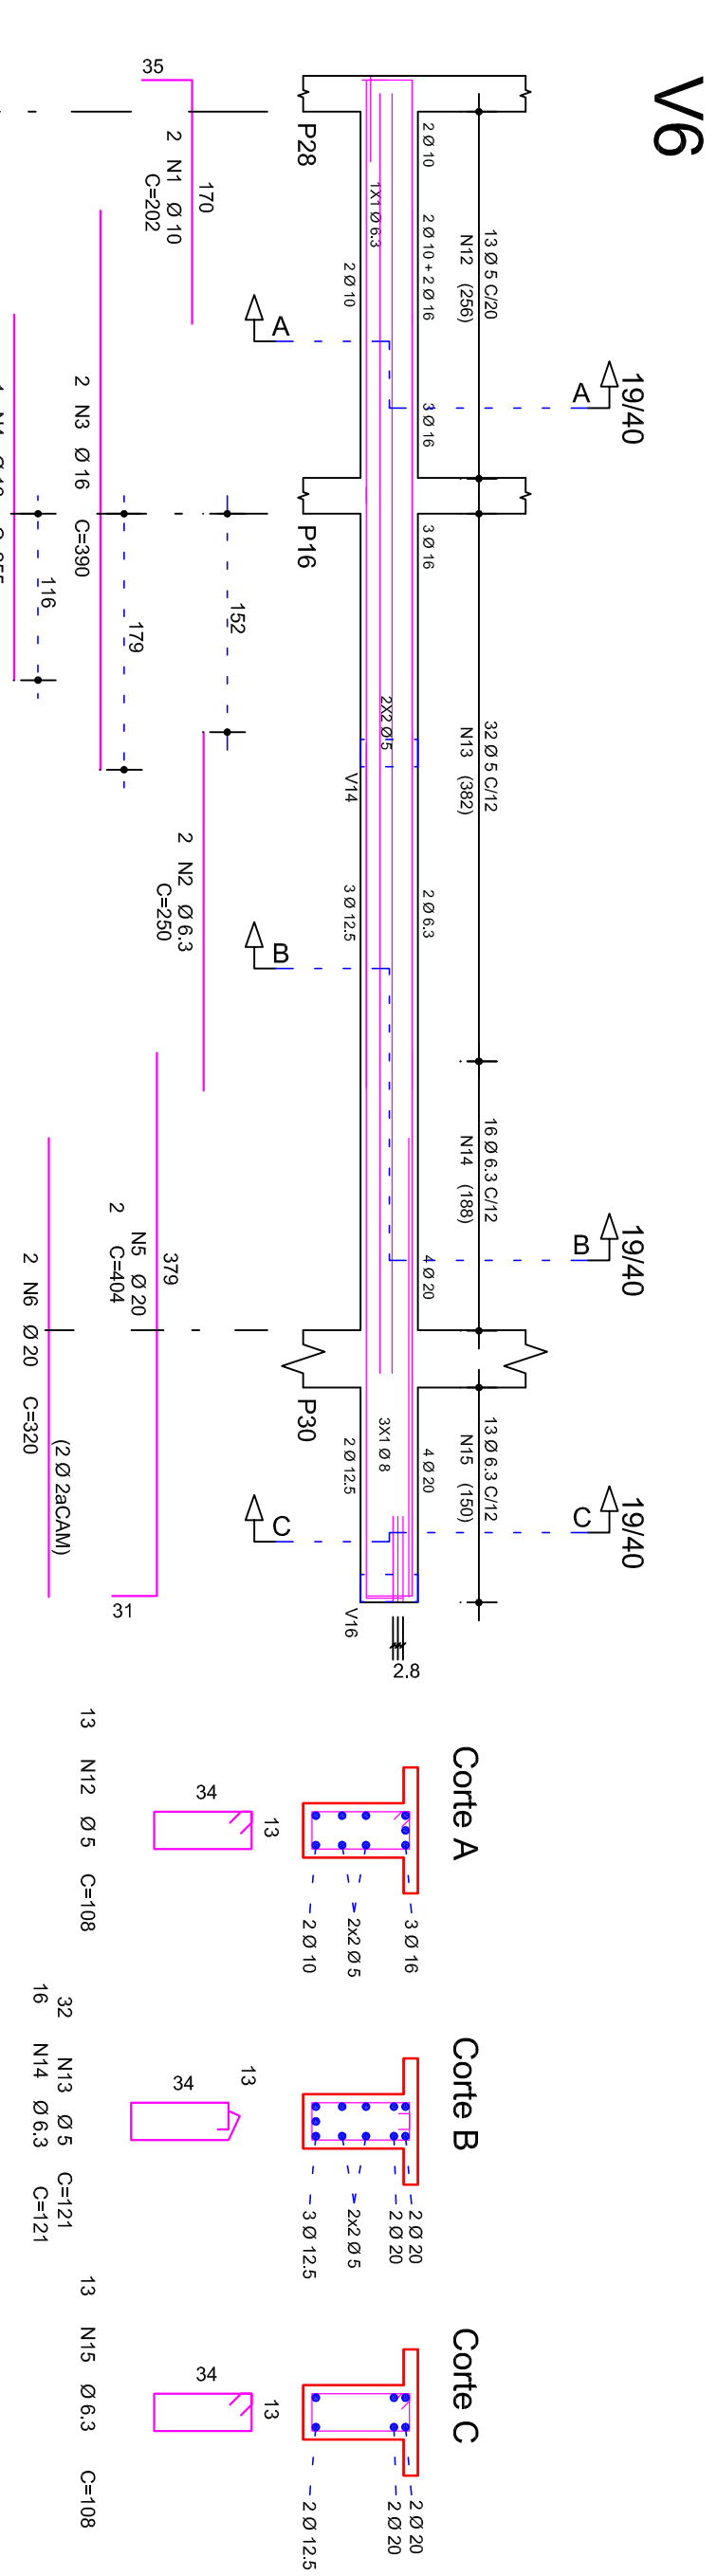 V6
19/40
19/40
19/40
A
B
C
13 Ø 5 C/20
N12 (256)
32 Ø 5 C/12
N13 (382)
16 Ø 6.3 C/12
N14 (188)
13 Ø 6.3 C/12
N15 (150)
2 Ø 10
2 Ø 10 + 2 Ø 16
3 Ø 16
3 Ø 16
2 Ø 6.3
4 Ø 20
4 Ø 20
2.8
1X1 Ø 6.3
2X2 Ø 5
3X1 Ø 8
2 Ø 10
V14
3 Ø 12.5
2 Ø 12.5
V16
P28
P16
P30
A
B
C
35
170
2 N1 Ø 10
C=202
152
2 N2 Ø 6.3
C=250
379
2 N5 Ø 20
C=404
31
179
2 N3 Ø 16 C=390
116
(2 Ø 2aCAM)
2 N6 Ø 20 C=320
Corte A
3 Ø 16
2x2 Ø 5
2 Ø 10
13
34
13 N12 Ø 5 C=108
Corte B
2 Ø 20
2 Ø 20
2x2 Ø 5
3 Ø 12.5
13
34
32 N13 Ø 5 C=121
16 N14 Ø 6.3 C=121
Corte C
2 Ø 20
2 Ø 20
2 Ø 12.5
13
34
13 N15 Ø 6.3 C=108